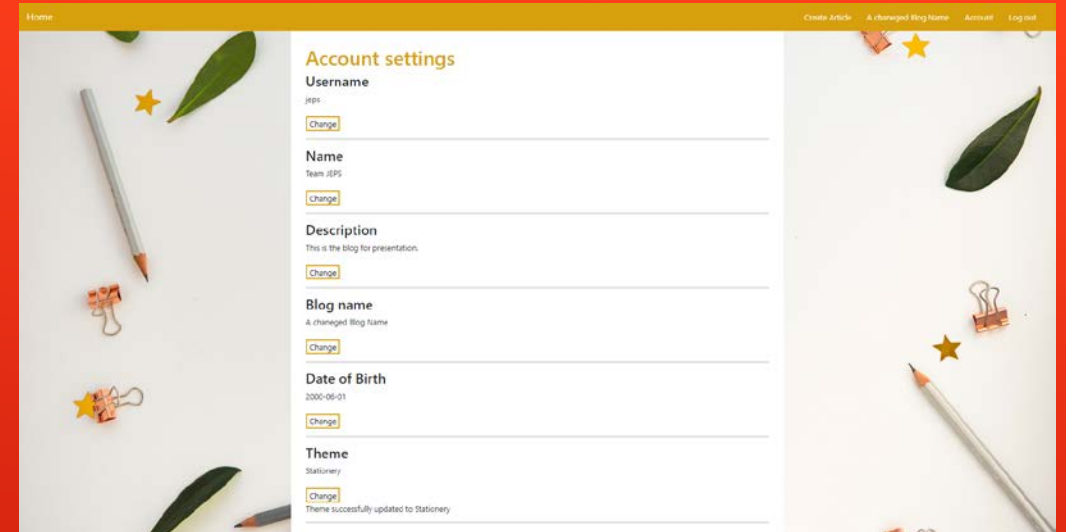 Home
Create Article A chaneged Blog Name Account Log out
Account settings
Username
jeps
Change
Name
Team JEPS
Change
Description
This is the blog for presentation.
Change
Blog name
A chaneged Blog Name
Change
Date of Birth
2000-06-01
Change
Theme
Stationery
Change
Theme successfully updated to Stationery